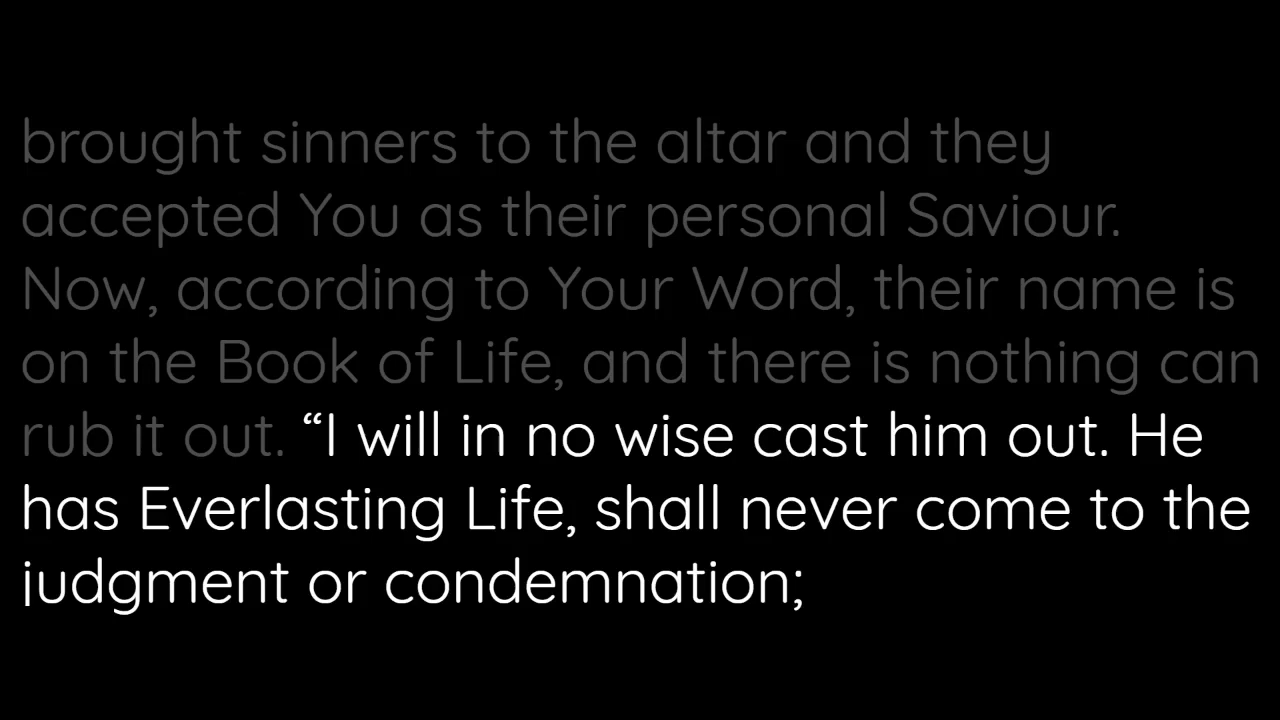 brought sinners to the altar and they
accepted You as their personal Saviour.
Now, according to Your Word, their name is
on the Book of Life, and there is nothing can
rub it out. “I will in no wise cast him out. He
has Everlasting Life, shall never come to the
judgment or condemnation;